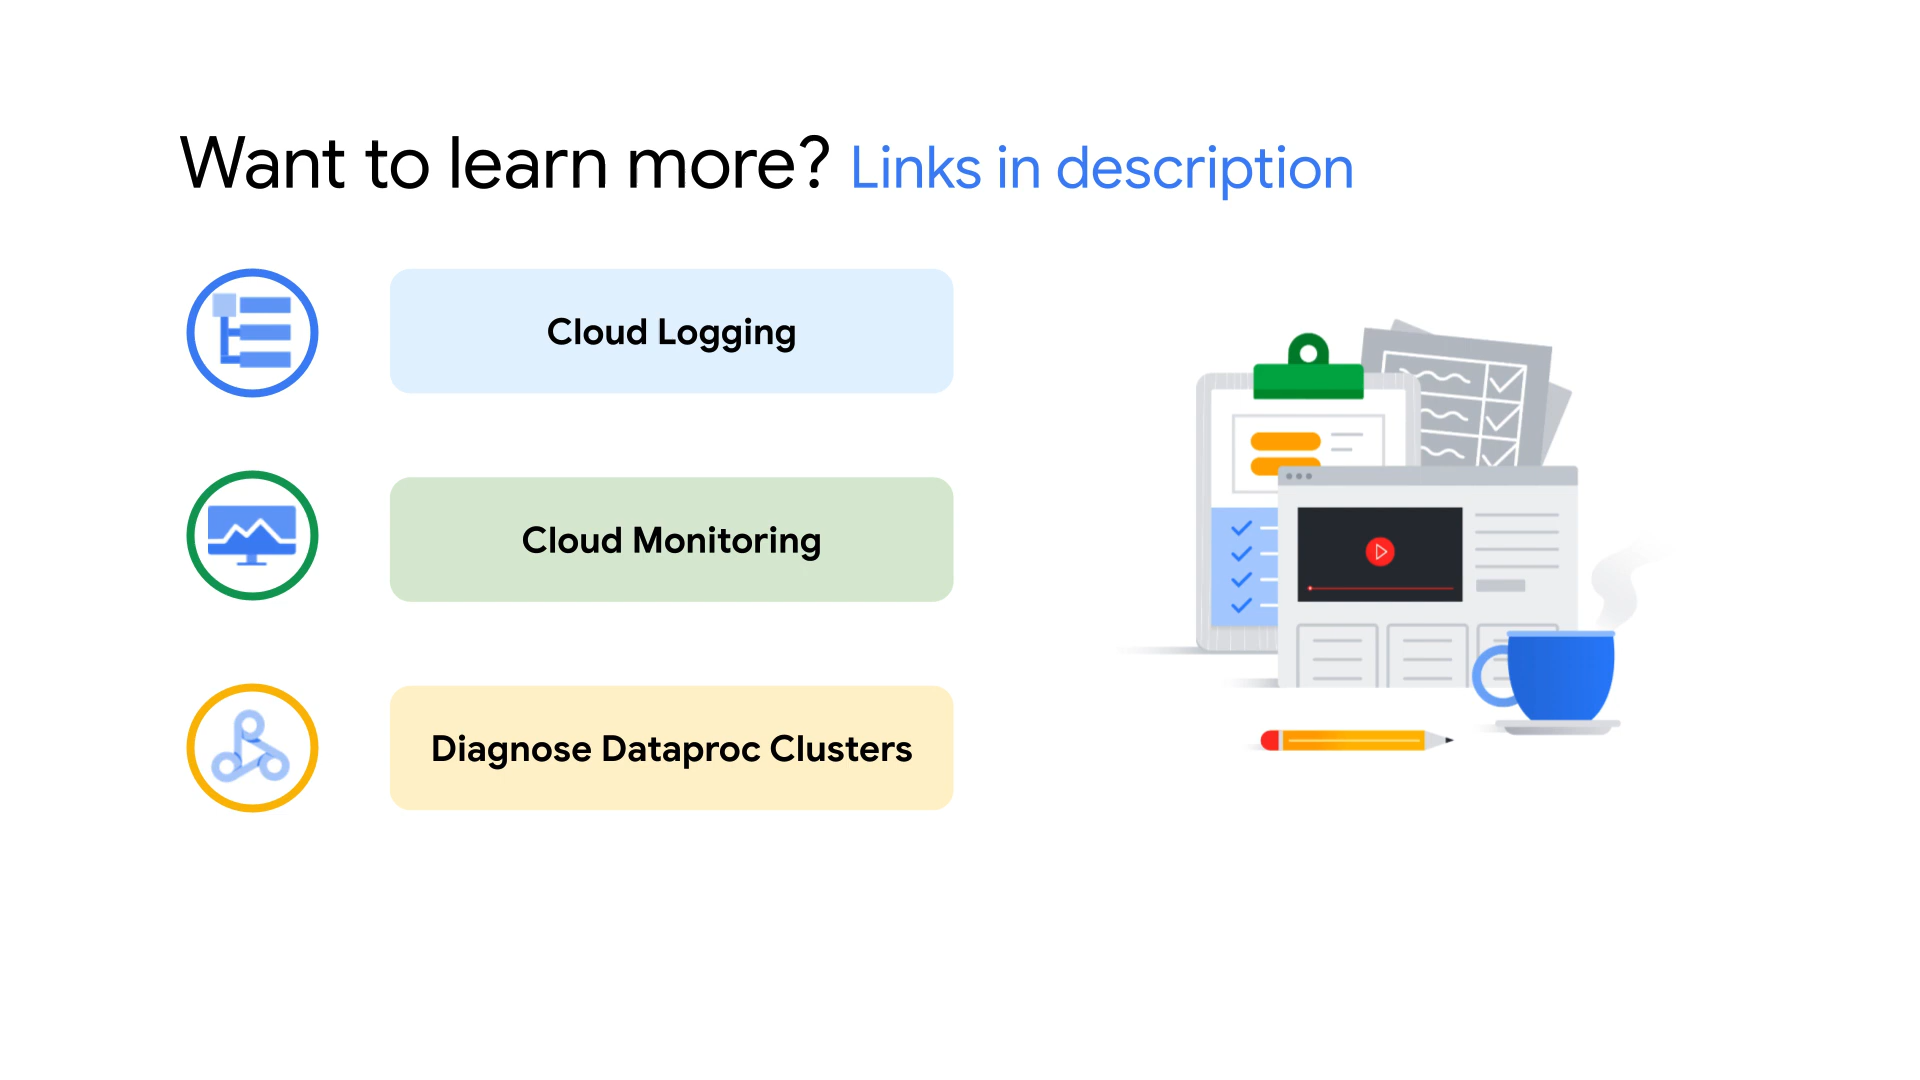 Want to learn more? Links in description
Cloud Logging
Cloud Monitoring
Diagnose Dataproc Clusters